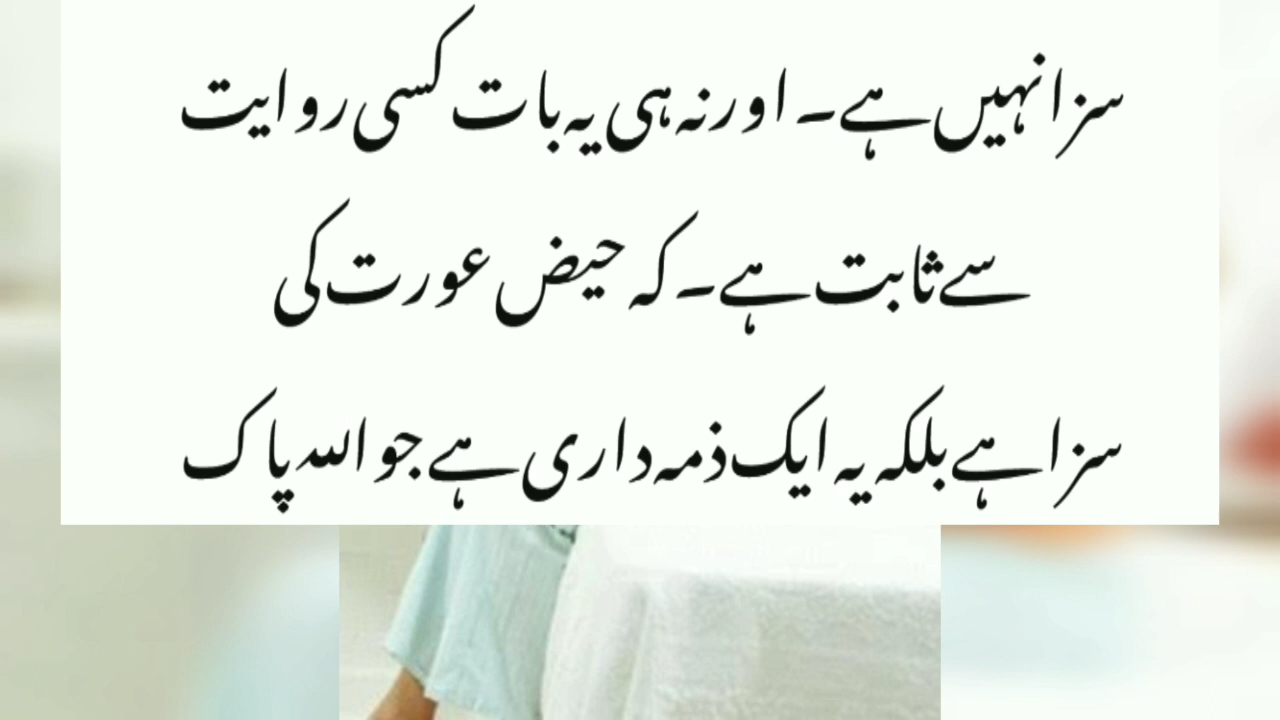 سزا نہیں ہے۔ اور نہ ہی یہ بات کسی روایت
سے ثابت ہے۔ کہ حیض عورت کی
سزا ہے بلکہ یہ ایک ذمہ داری ہے جو اللہ پاک